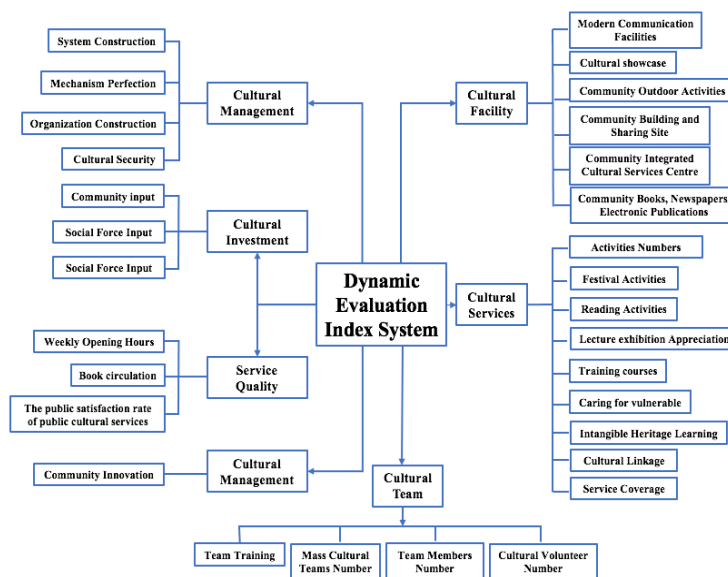 System Construction
Mechanism Perfection
Organization Construction
Cultural Security
Cultural
Management
Community input
Social Force Input
Social Force Input
Cultural
Investment
Weekly Opening Hours
Book circulation
The public satisfaction rate
of public cultural services
Service
Quality
Community Innovation
Cultural
Management
Dynamic
Evaluation
Index System
Cultural
Facility
Modern Communication
Facilities
Cultural showcase
Community Outdoor Activities
Community Building and
Sharing Site
Community Integrated
Cultural Services Centre
Community Books, Newspapers
Electronic Publications
Cultural
Services
Activities Numbers
Festival Activities
Reading Activities
Lecture exhibition Appreciation
Training courses
Caring for vulnerable
Intangible Heritage Learning
Cultural Linkage
Service Coverage
Cultural
Team
Team Training
Mass Cultural
Teams Number
Team Members
Number
Cultural Volunteer
Number